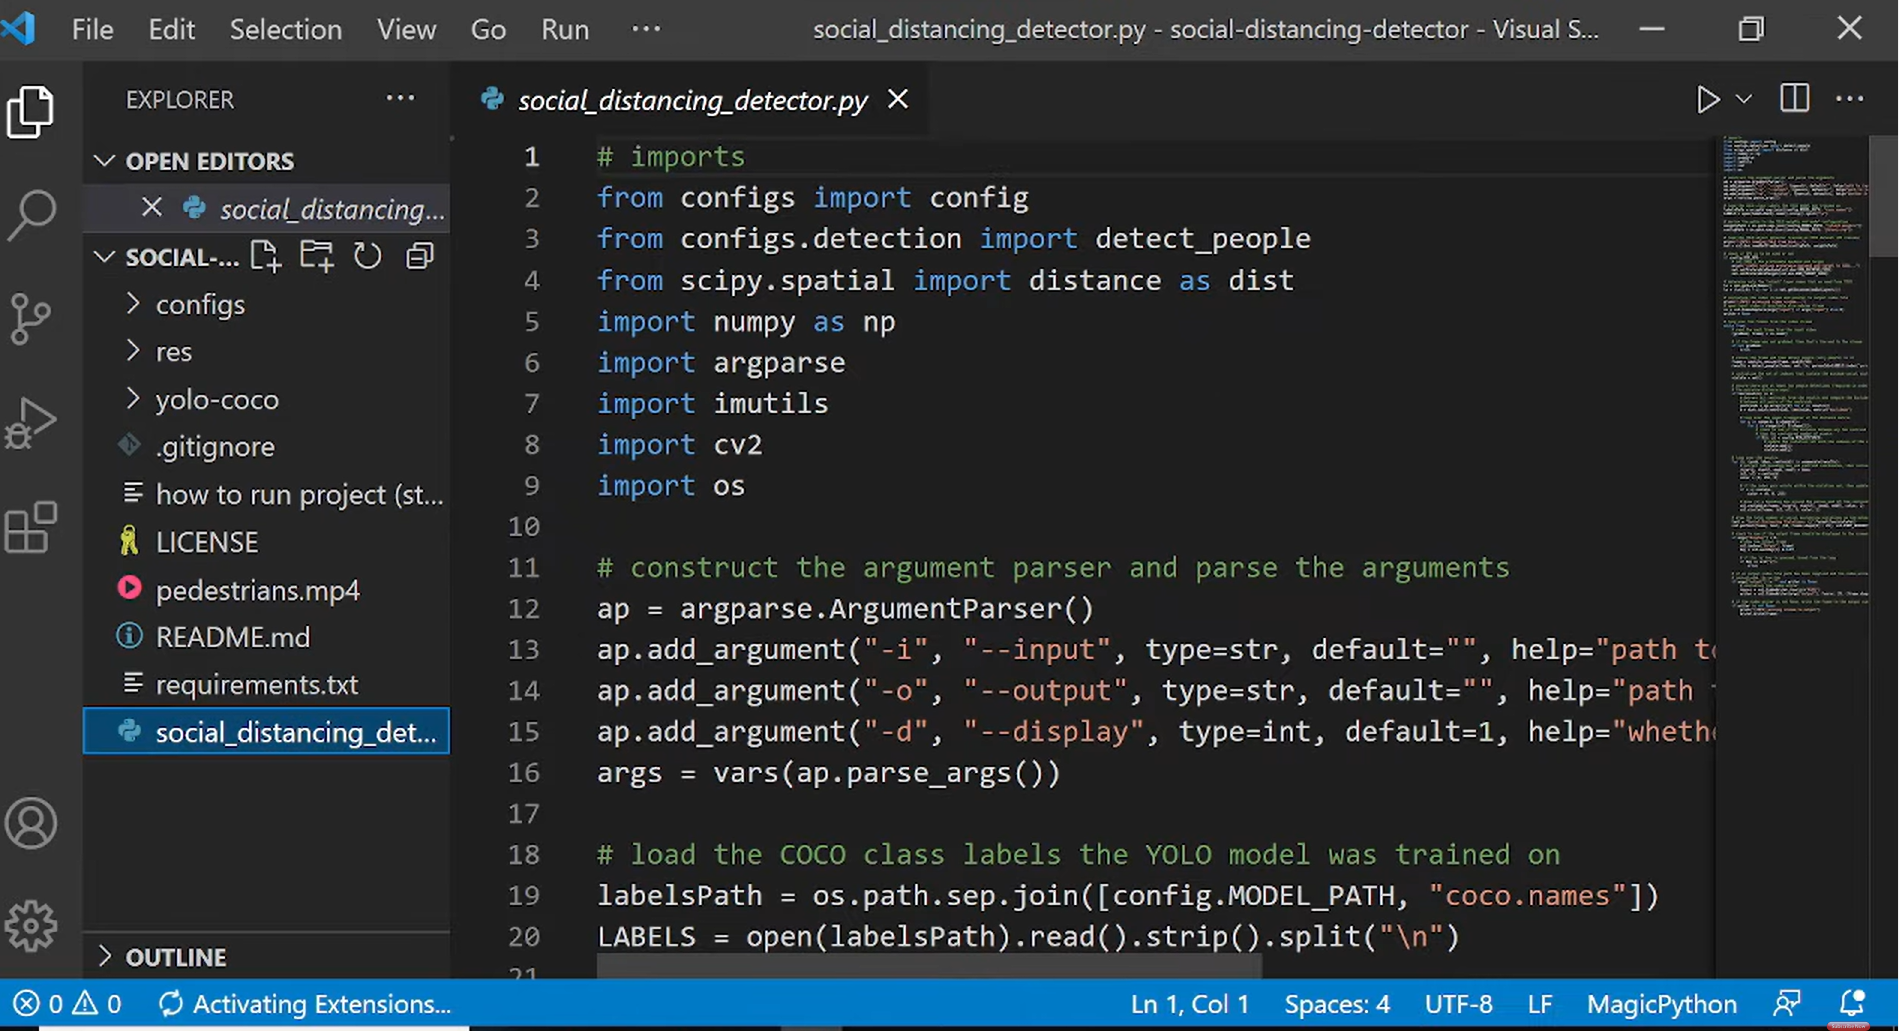 File Edit Selection View Go Run ··· social_distancing_detector.py - social-distancing-detector - Visual S...
EXPLORER ···
OPEN EDITORS
social_distancing...
SOCIAL-...
configs
res
yolo-coco
.gitignore
how to run project (st...
LICENSE
pedestrians.mp4
README.md
requirements.txt
social_distancing_det...
OUTLINE
social_distancing_detector.py
1 # imports
2 from configs import config
3 from configs.detection import detect_people
4 from scipy.spatial import distance as dist
5 import numpy as np
6 import argparse
7 import imutils
8 import cv2
9 import os
10
11 # construct the argument parser and parse the arguments
12 ap = argparse.ArgumentParser()
13 ap.add_argument("-i", "--input", type=str, default="", help="path to
14 ap.add_argument("-o", "--output", type=str, default="", help="path
15 ap.add_argument("-d", "--display", type=int, default=1, help="wheth
16 args = vars(ap.parse_args())
17
18 # load the COCO class labels the YOLO model was trained on
19 labelsPath = os.path.sep.join([config.MODEL_PATH, "coco.names"])
20 LABELS = open(labelsPath).read().strip().split("\n")
21
0 0 Activating Extensions... Ln 1, Col 1 Spaces: 4 UTF-8 LF MagicPython